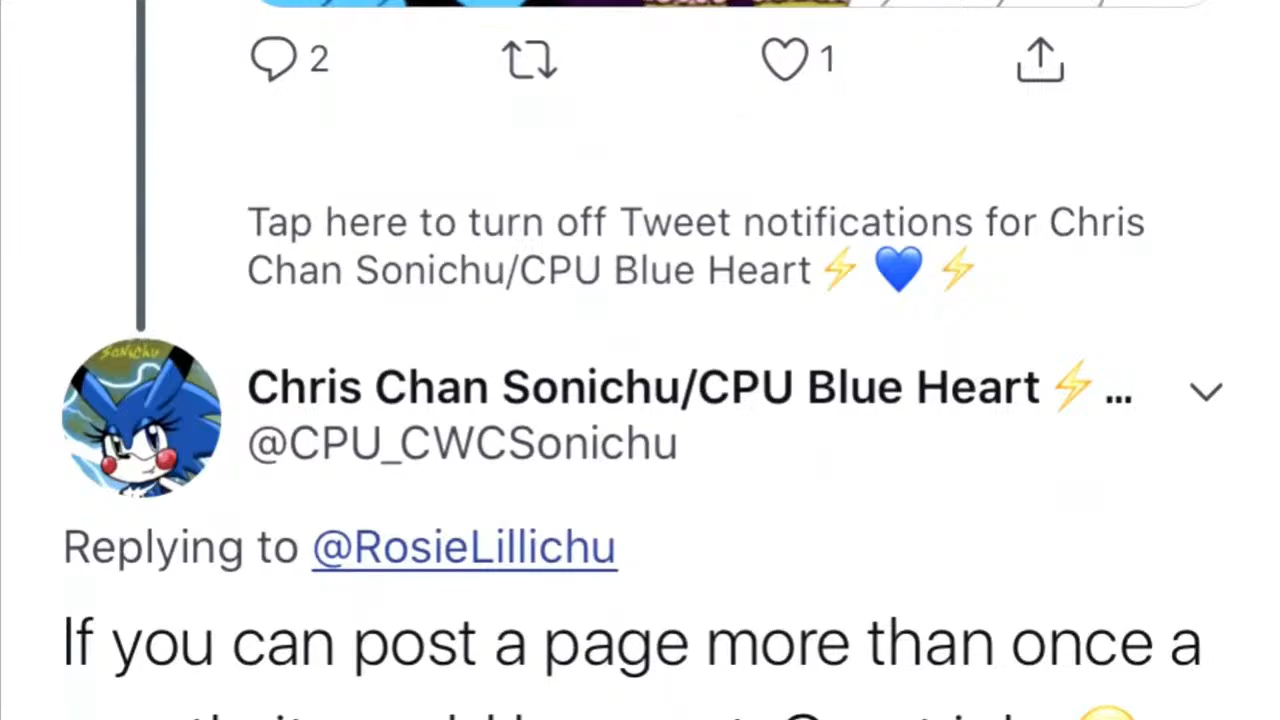 2
1
Tap here to turn off Tweet notifications for Chris
Chan Sonichu/CPU Blue Heart⚡💙⚡
SONICHU
Chris Chan Sonichu/CPU Blue Heart⚡...
@CPU_CWCSonichu
Replying to @RosieLillichu
If you can post a page more than once a